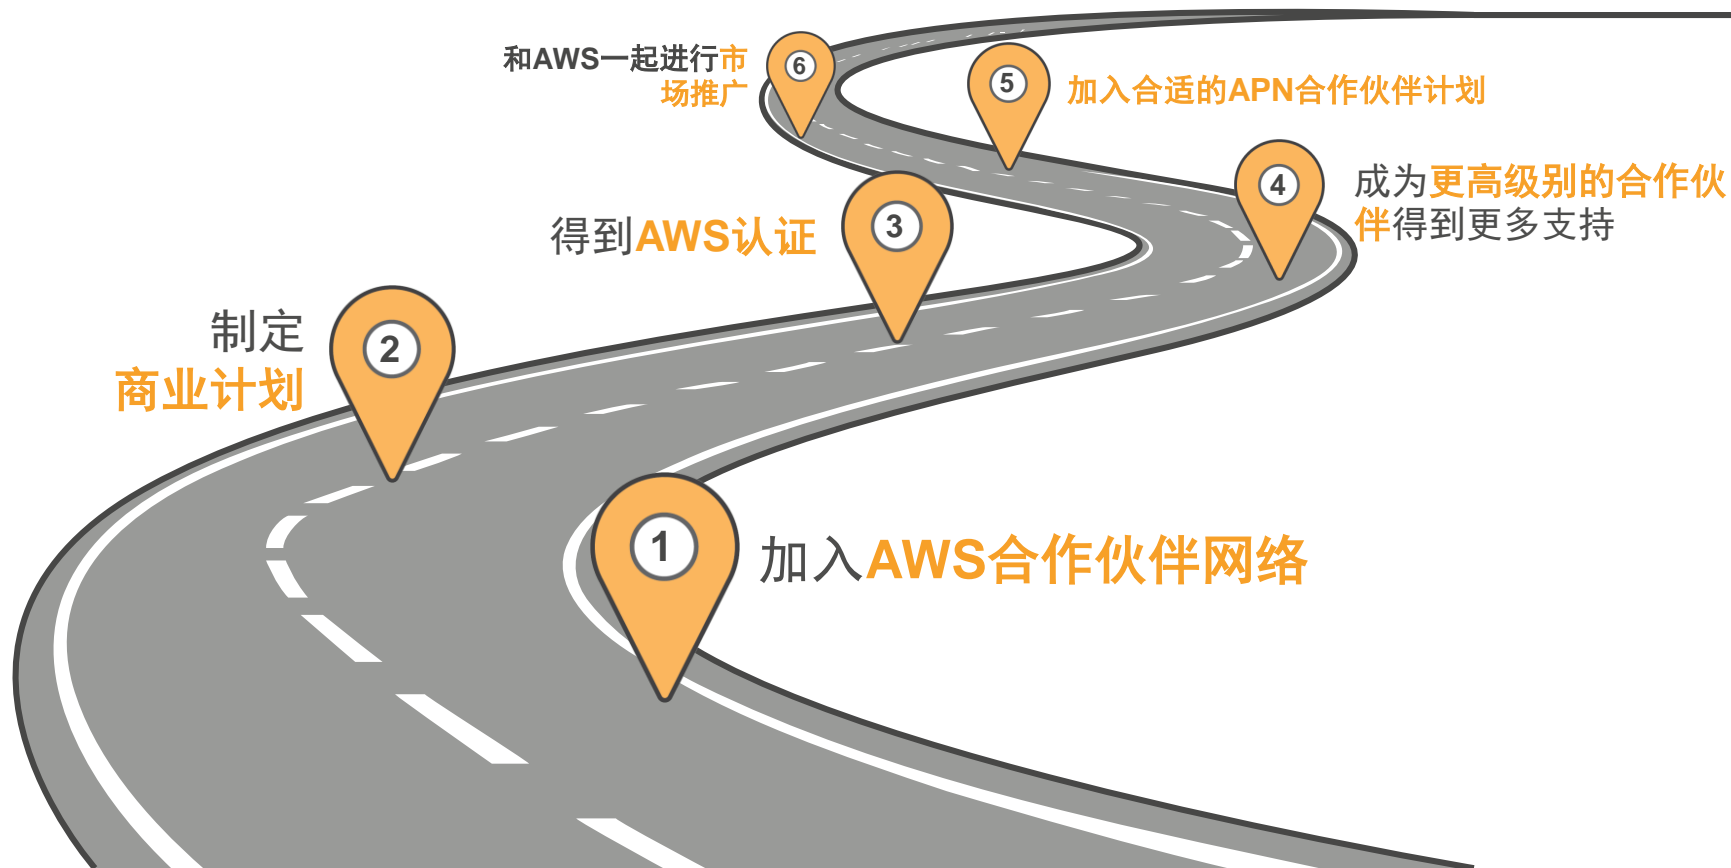 和AWS一起进行市
场推广
6
5
加入合适的APN合作伙伴计划
4
成为更高级别的合作伙
伴得到更多支持
得到AWS认证
3
制定
商业计划
2
1
加入AWS合作伙伴网络